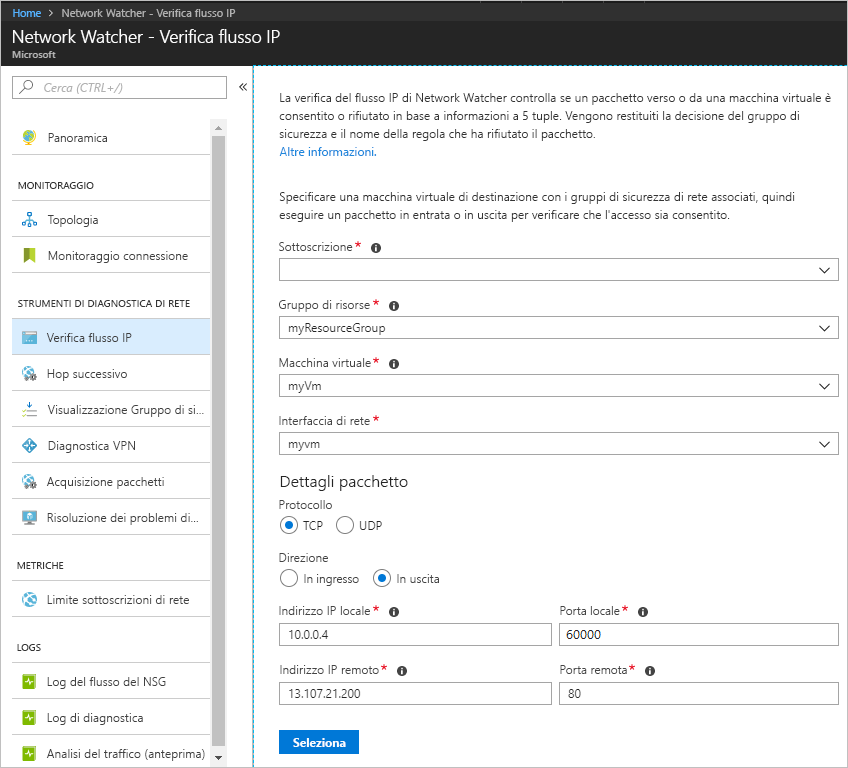 Home > Network Watcher - Verifica flusso IP
Network Watcher - Verifica flusso IP
Microsoft
Cerca (CTRL+/)
«
Panoramica
MONITORAGGIO
Topologia
Monitoraggio connessione
STRUMENTI DI DIAGNOSTICA DI RETE
Verifica flusso IP
Hop successivo
Visualizzazione Gruppo di si...
Diagnostica VPN
Acquisizione pacchetti
Risoluzione dei problemi di...
METRICHE
Limite sottoscrizioni di rete
LOGS
Log del flusso del NSG
Log di diagnostica
Analisi del traffico (anteprima)
La verifica del flusso IP di Network Watcher controlla se un pacchetto verso o da una macchina virtuale è
consentito o rifiutato in base a informazioni a 5 tuple. Vengono restituiti la decisione del gruppo di
sicurezza e il nome della regola che ha rifiutato il pacchetto.
Altre informazioni.
Specificare una macchina virtuale di destinazione con i gruppi di sicurezza di rete associati, quindi
eseguire un pacchetto in entrata o in uscita per verificare che l'accesso sia consentito.
Sottoscrizione*
Gruppo di risorse*
myResourceGroup
Macchina virtuale*
myVm
Interfaccia di rete*
myvm
Dettagli pacchetto
Protocollo
TCP UDP
Direzione
In ingresso In uscita
Indirizzo IP locale* Porta locale*
10.0.0.4 60000
Indirizzo IP remoto* Porta remota*
13.107.21.200 80
Seleziona